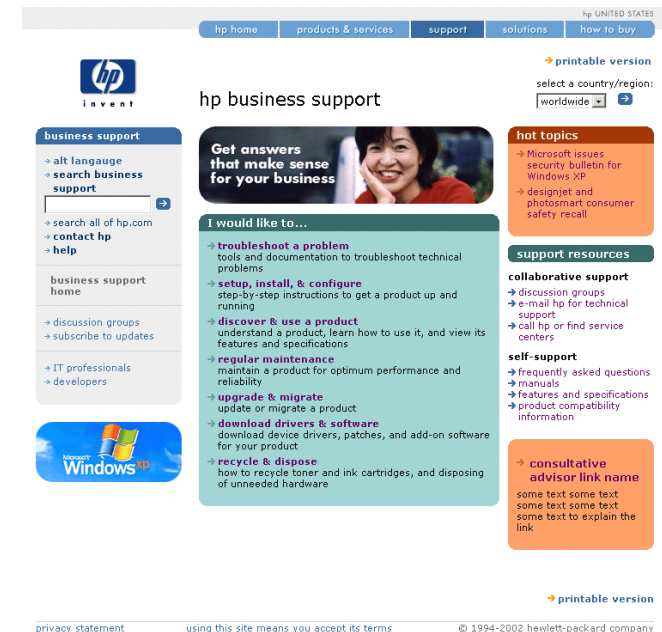 hp UNITED STATES
hp home
products & services
support
solutions
how to buy
printable version
select a country/region:
worldwide
hp
invent
hp business support
business support
alt langauge
search business
support
search all of hp.com
contact hp
help
business support
home
discussion groups
subscribe to updates
IT professionals
developers
Microsoft
Windows xp
Get answers
that make sense
for your business
I would like to...
troubleshoot a problem
tools and documentation to troubleshoot technical
problems
setup, install, & configure
step-by-step instructions to get a product up and
running
discover & use a product
understand a product, learn how to use it, and view its
features and specifications
regular maintenance
maintain a product for optimum performance and
reliability
upgrade & migrate
update or migrate a product
download drivers & software
download device drivers, patches, and add-on software
for your product
recycle & dispose
how to recycle toner and ink cartridges, and disposing
of unneeded hardware
hot topics
Microsoft issues
security bulletin for
Windows XP
designjet and
photosmart consumer
safety recall
support resources
collaborative support
discussion groups
e-mail hp for technical
support
call hp or find service
centers
self-support
frequently asked questions
manuals
features and specifications
product compatibility
information
consultative
advisor link name
some text some text
some text some text
some text to explain the
link
printable version
privacy statement
using this site means you accept its terms
© 1994-2002 hewlett-packard company